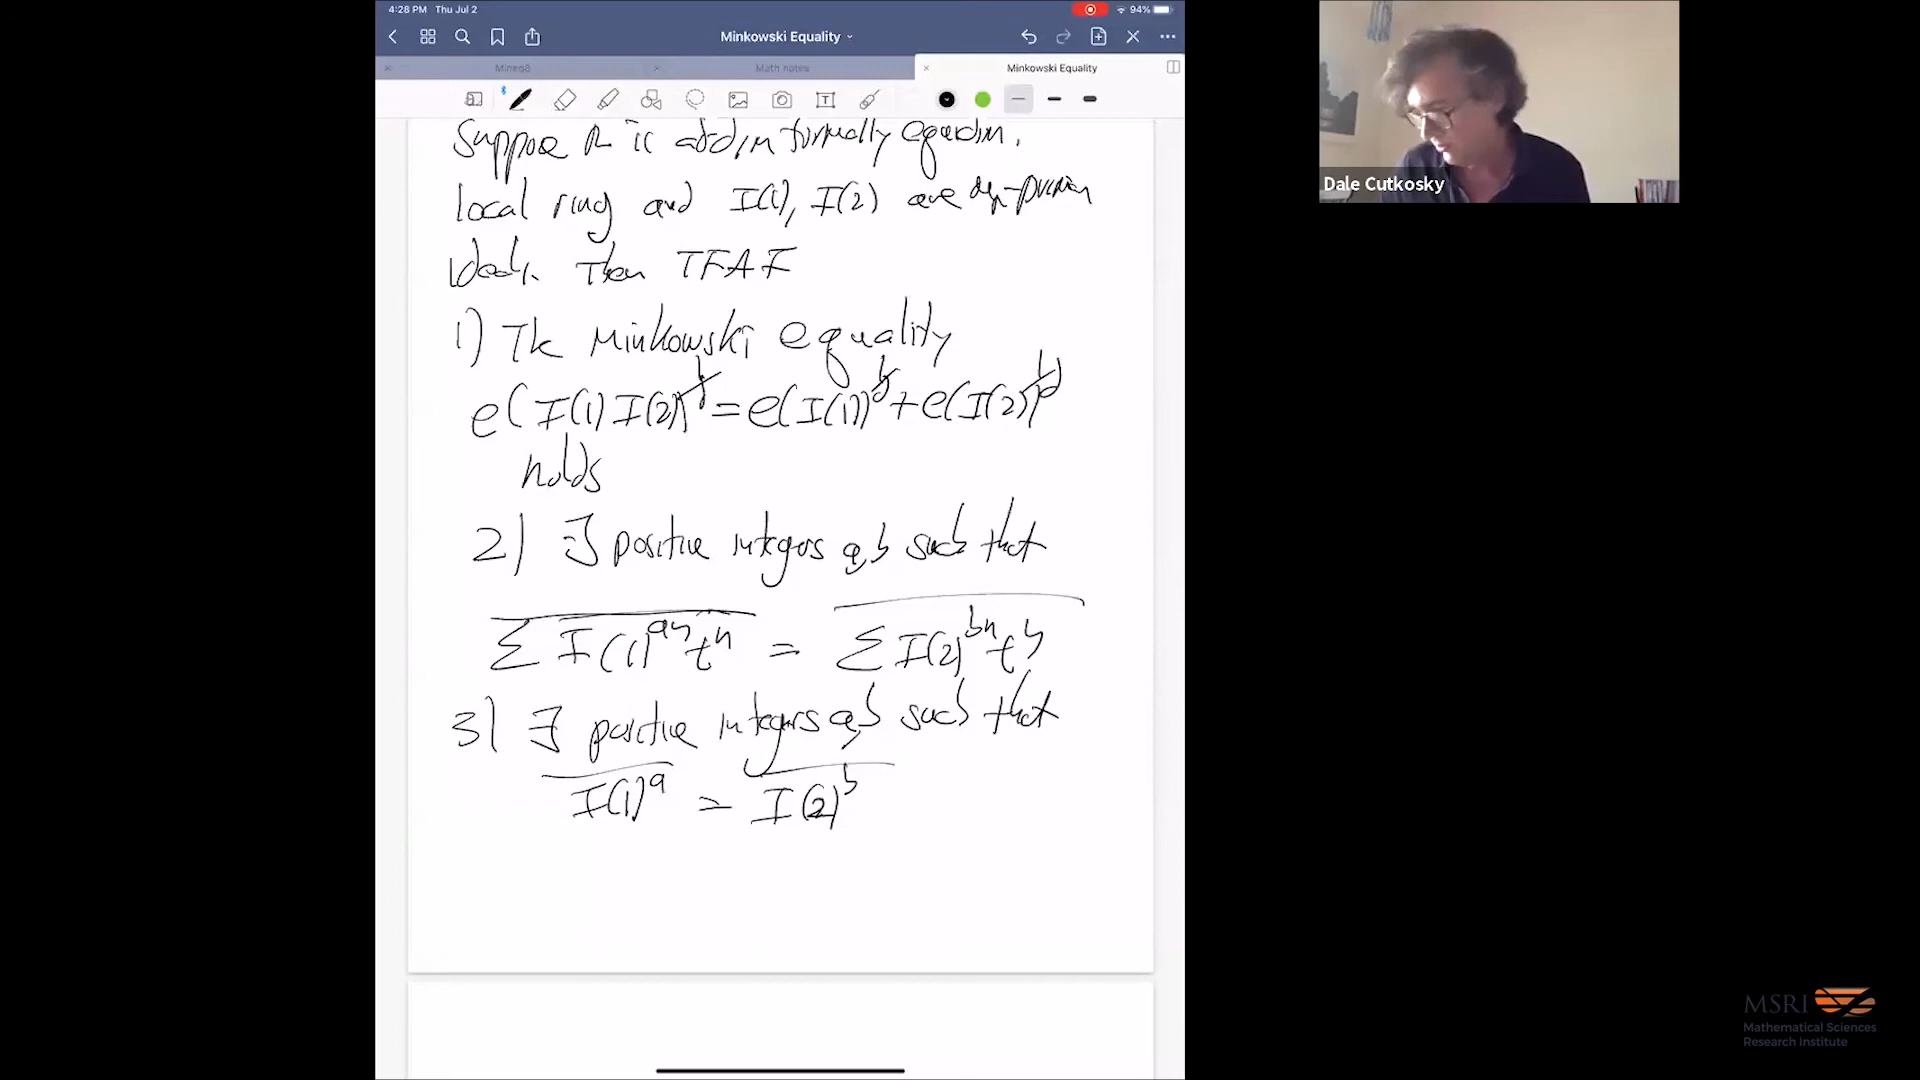 4:28 PM Thu Jul 2
94%
Minkowski Equality
Mineq8
Math notes
Minkowski Equality
Suppose R is a d-dim formally equidim.
local ring and I(1), I(2) are
ideals. Then TFAE
1) The Minkowski equality
e(I(1)I(2))^{1/d} = e(I(1))^{1/d} + e(I(2))^{1/d}
holds
2) ∃ positive integers a,b such that
\overline{Σ I(1)^{an} t^n} = \overline{Σ I(2)^{bn} t^n}
3) ∃ positive integers a,b such that
\overline{I(1)^a} = \overline{I(2)^b}
Dale Cutkosky
MSRI
Mathematical Sciences
Research Institute